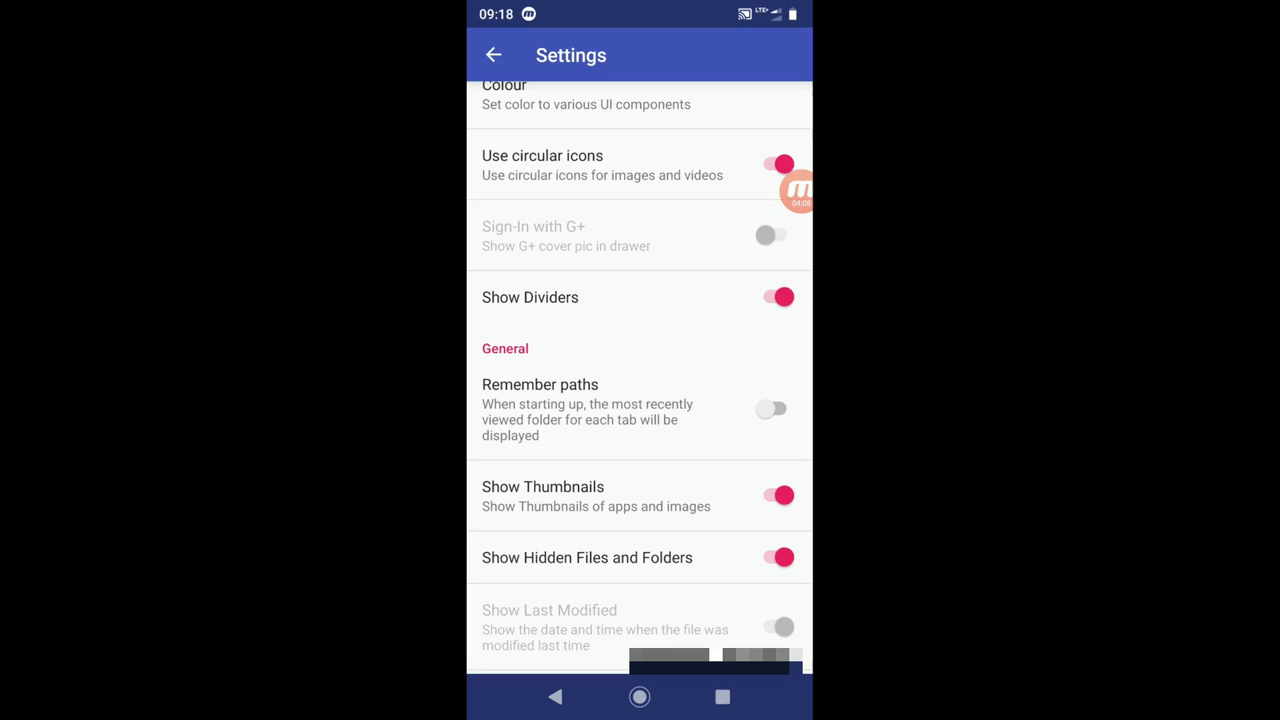 09:18
LTE+
Settings
Colour
Set color to various UI components
Use circular icons
Use circular icons for images and videos
04:08
Sign-In with G+
Show G+ cover pic in drawer
Show Dividers
General
Remember paths
When starting up, the most recently
viewed folder for each tab will be
displayed
Show Thumbnails
Show Thumbnails of apps and images
Show Hidden Files and Folders
Show Last Modified
Show the date and time when the file was
modified last time